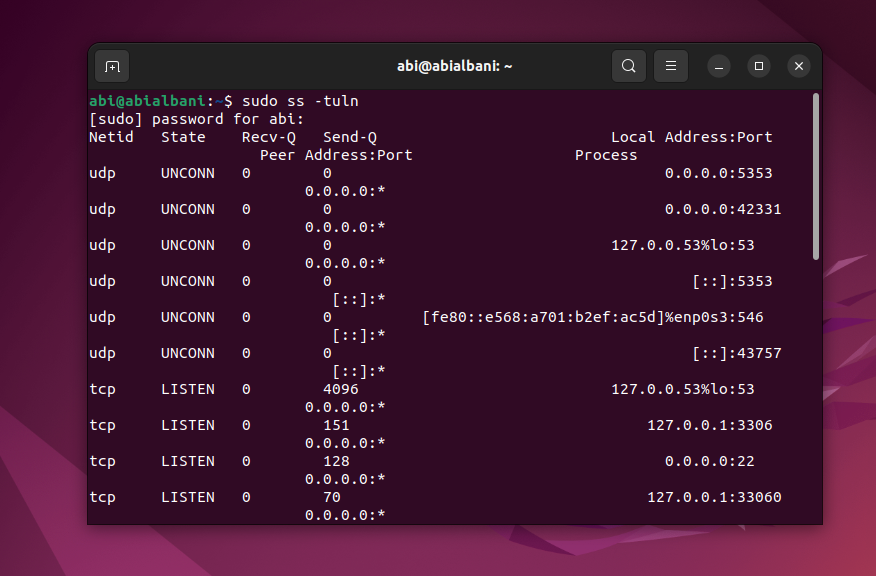 abi@abialbani: ~
abi@abialbani:~$ sudo ss -tuln
[sudo] password for abi:
Netid State Recv-Q Send-Q Local Address:Port
Peer Address:Port Process
udp UNCONN 0 0 0.0.0.0:5353
0.0.0.0:*
udp UNCONN 0 0 0.0.0.0:42331
0.0.0.0:*
udp UNCONN 0 0 127.0.0.53%lo:53
0.0.0.0:*
udp UNCONN 0 0 [::]:5353
[::]:*
udp UNCONN 0 0 [fe80::e568:a701:b2ef:ac5d]%enp0s3:546
[::]:*
udp UNCONN 0 0 [::]:43757
[::]:*
tcp LISTEN 0 4096 127.0.0.53%lo:53
0.0.0.0:*
tcp LISTEN 0 151 127.0.0.1:3306
0.0.0.0:*
tcp LISTEN 0 128 0.0.0.0:22
0.0.0.0:*
tcp LISTEN 0 70 127.0.0.1:33060
0.0.0.0:*